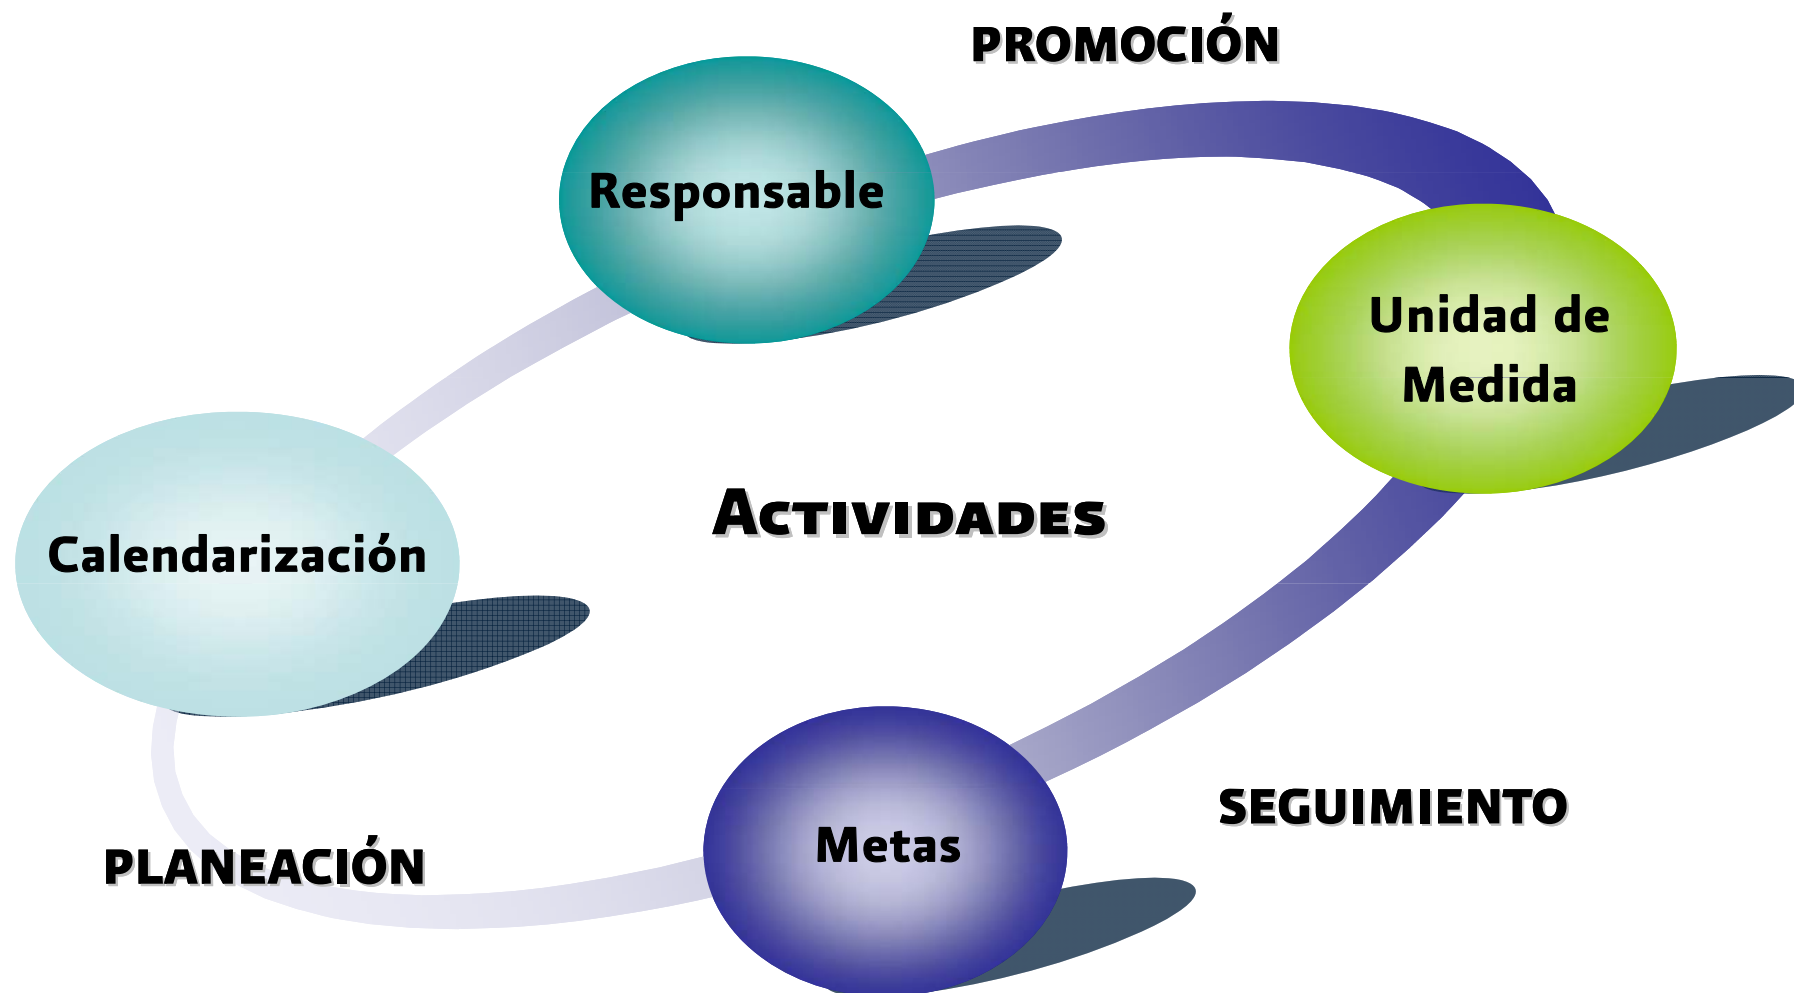 PROMOCIÓN
Responsable
Unidad de
Medida
ACTIVIDADES
Calendarización
SEGUIMIENTO
Metas
PLANEACIÓN